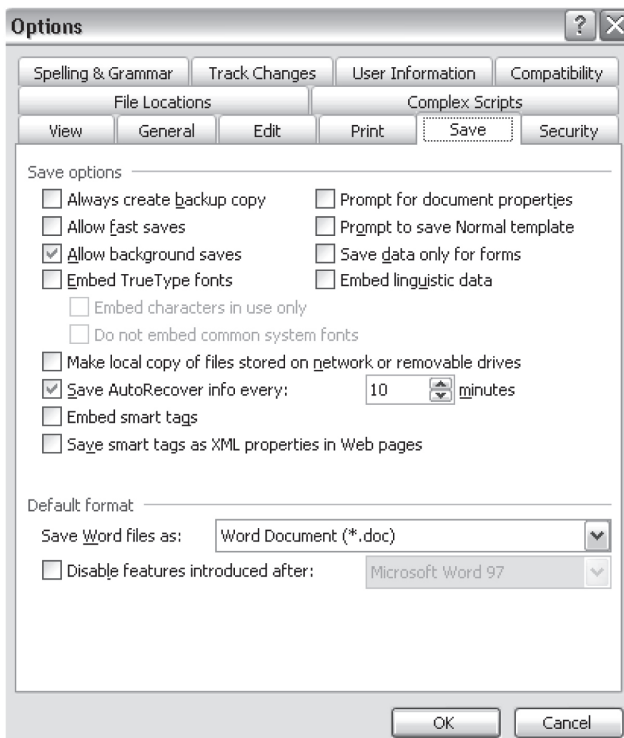 Options
Spelling & Grammar Track Changes User Information Compatibility
File Locations Complex Scripts
View General Edit Print Save Security
Save options
Always create backup copy Prompt for document properties
Allow fast saves Prompt to save Normal template
Allow background saves Save data only for forms
Embed TrueType fonts Embed linguistic data
Embed characters in use only
Do not embed common system fonts
Make local copy of files stored on network or removable drives
Save AutoRecover info every: 10 minutes
Embed smart tags
Save smart tags as XML properties in Web pages
Default format
Save Word files as: Word Document (*.doc)
Disable features introduced after: Microsoft Word 97
OK Cancel